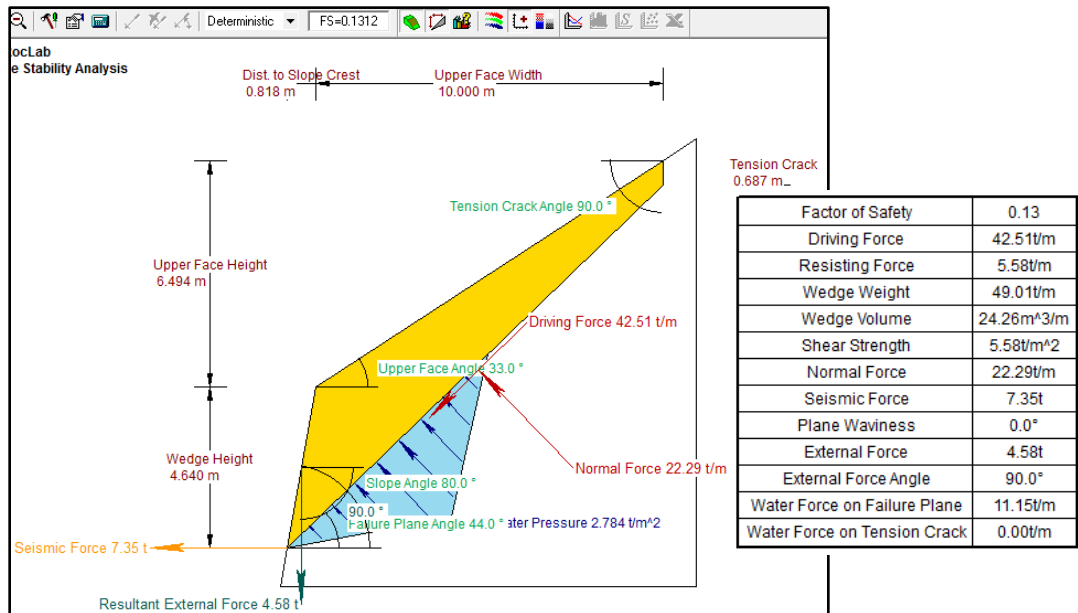 Deterministic
FS=0.1312
ocLab
e Stability Analysis
Dist. to Slope Crest
0.818 m
Upper Face Width
10.000 m
Tension Crack
0.687 m
Tension Crack Angle 90.0 °
Upper Face Height
6.494 m
Driving Force 42.51 t/m
Upper Face Angle 33.0 °
Wedge Height
4.640 m
Normal Force 22.29 t/m
Slope Angle 80.0 °
90.0 °
Failure Plane Angle 44.0 °
ater Pressure 2.784 t/m^2
Seismic Force 7.35 t
Resultant External Force 4.58 t
Factor of Safety 0.13
Driving Force 42.51t/m
Resisting Force 5.58t/m
Wedge Weight 49.01t/m
Wedge Volume 24.26m^3/m
Shear Strength 5.58t/m^2
Normal Force 22.29t/m
Seismic Force 7.35t
Plane Waviness 0.0°
External Force 4.58t
External Force Angle 90.0°
Water Force on Failure Plane 11.15t/m
Water Force on Tension Crack 0.00t/m